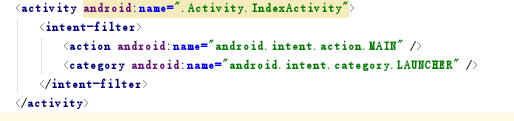 <activity android:name=".Activity.IndexActivity">
<intent-filter>
<action android:name="android.intent.action.MAIN" />
<category android:name="android.intent.category.LAUNCHER" />
</intent-filter>
</activity>